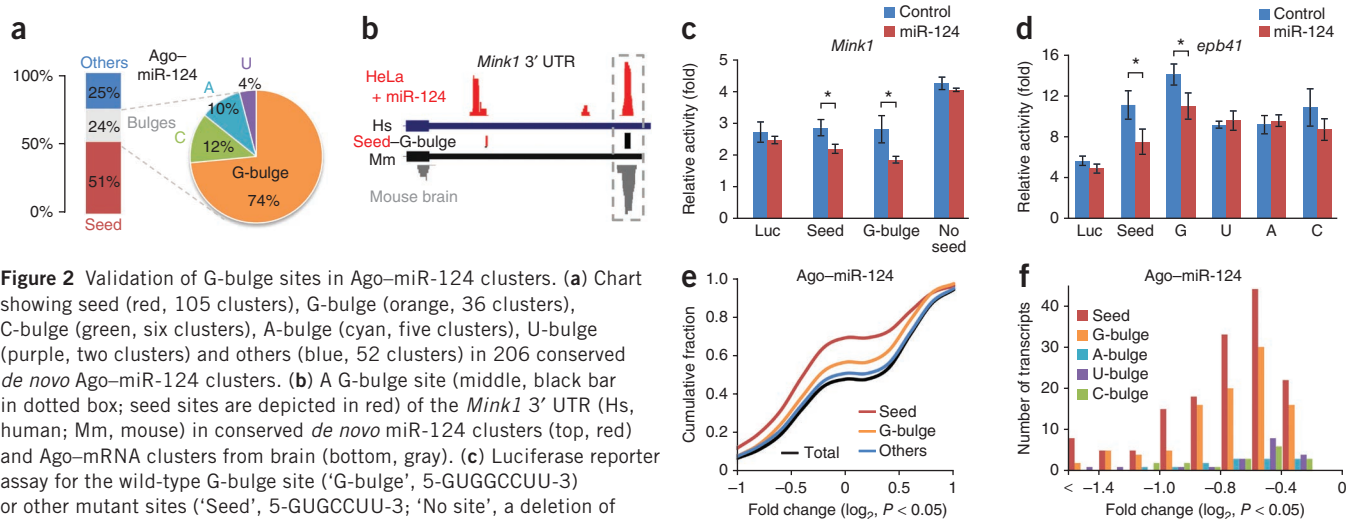 a
Others
100%
50%
0%
25%
24%
51%
Seed
Bulges
Ago–
miR-124
U
4%
A
10%
C
12%
G-bulge
74%
b
Mink1 3′ UTR
HeLa
+ miR-124
Hs
Seed–G-bulge
Mm
Mouse brain
c
Control
miR-124
Mink1
Relative activity (fold)
5
4
3
2
1
0
*
*
Luc
Seed
G-bulge
No
seed
d
Control
miR-124
epb41
Relative activity (fold)
16
12
8
4
0
*
*
Luc
Seed
G
U
A
C
Figure 2 Validation of G-bulge sites in Ago–miR-124 clusters. (a) Chart
showing seed (red, 105 clusters), G-bulge (orange, 36 clusters),
C-bulge (green, six clusters), A-bulge (cyan, five clusters), U-bulge
(purple, two clusters) and others (blue, 52 clusters) in 206 conserved
de novo Ago–miR-124 clusters. (b) A G-bulge site (middle, black bar
in dotted box; seed sites are depicted in red) of the Mink1 3′ UTR (Hs,
human; Mm, mouse) in conserved de novo miR-124 clusters (top, red)
and Ago–mRNA clusters from brain (bottom, gray). (c) Luciferase reporter
assay for the wild-type G-bulge site (‘G-bulge’, 5-GUGGCCUU-3)
or other mutant sites (‘Seed’, 5-GUGCCUU-3; ‘No site’, a deletion of
e
Ago–miR-124
Cumulative fraction
1.0
0.8
0.6
0.4
0.2
0
Seed
G-bulge
Total
Others
−1
−0.5
0
0.5
1
Fold change (log2, P < 0.05)
f
Ago–miR-124
Number of transcripts
40
30
20
10
0
Seed
G-bulge
A-bulge
U-bulge
C-bulge
< −1.4
−1.0
−0.8
−0.4
0
Fold change (log2, P < 0.05)